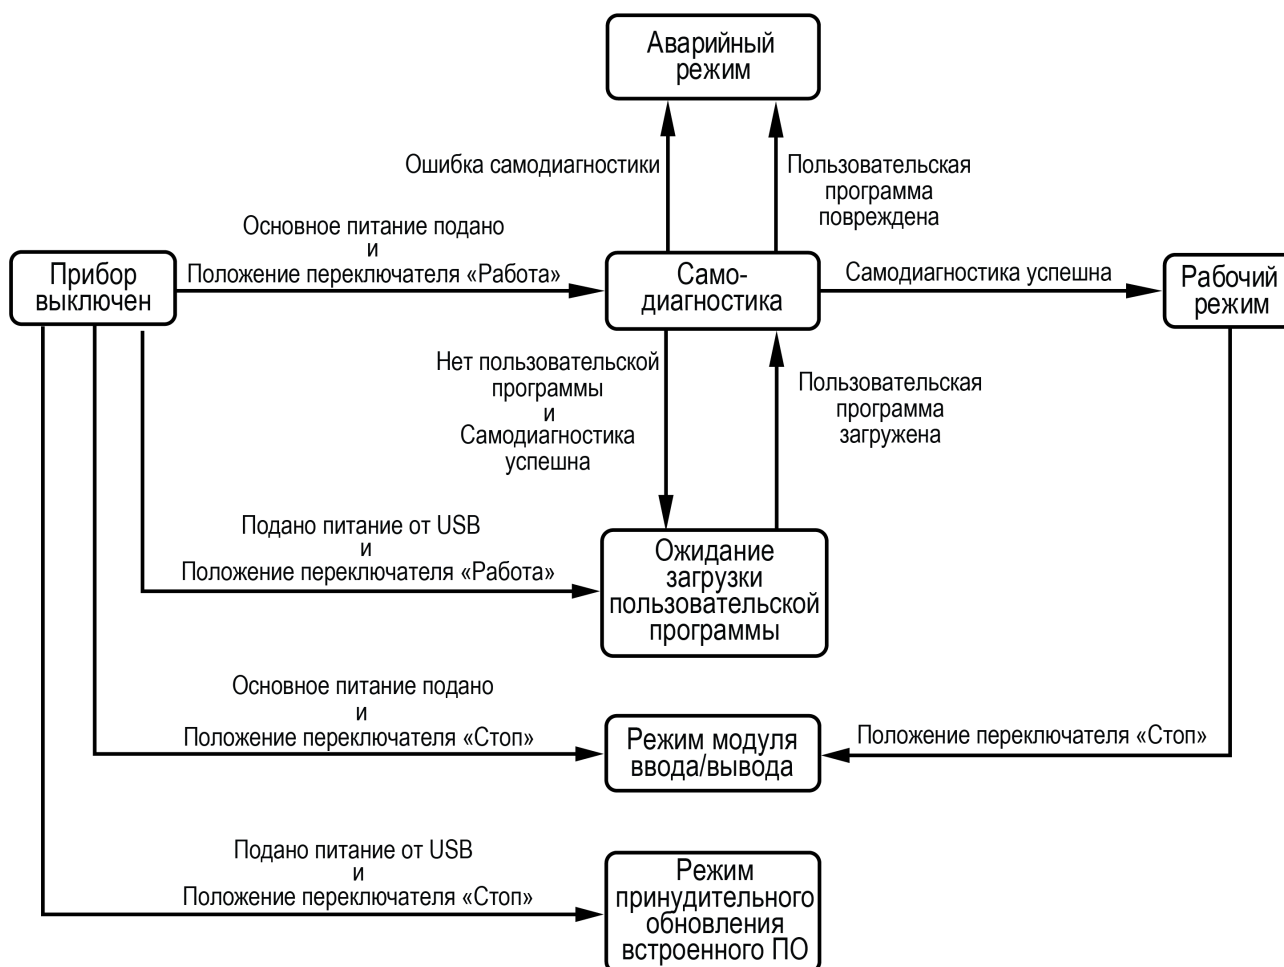 Аварийный
режим
Ошибка самодиагностики
Пользовательская
программа
повреждена
Основное питание подано
и
Положение переключателя «Работа»
Прибор
выключен
Само-
диагностика
Самодиагностика успешна
Рабочий
режим
Нет пользовательской
программы
и
Самодиагностика
успешна
Пользовательская
программа
загружена
Подано питание от USB
и
Положение переключателя «Работа»
Ожидание
загрузки
пользовательской
программы
Основное питание подано
и
Положение переключателя «Стоп»
Режим модуля
ввода/вывода
Положение переключателя «Стоп»
Подано питание от USB
и
Положение переключателя «Стоп»
Режим
принудительного
обновления
встроенного ПО